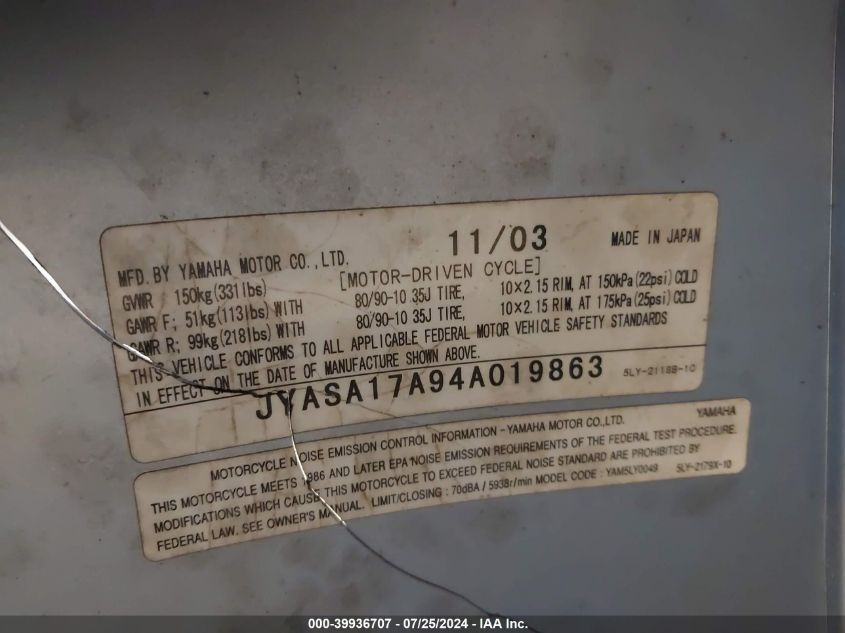 MFD. BY YAMAHA MOTOR CO., LTD. 11/03 MADE IN JAPAN
[MOTOR-DRIVEN CYCLE]
GVWR 150kg(331lbs)
GAWR F; 51kg(113lbs) WITH 80/90-10 35J TIRE, 10×2.15 RIM, AT 150kPa(22psi) COLD
GAWR R; 99kg(218lbs) WITH 80/90-10 35J TIRE, 10×2.15 RIM, AT 175kPa(25psi) COLD
THIS VEHICLE CONFORMS TO ALL APPLICABLE FEDERAL MOTOR VEHICLE SAFETY STANDARDS
IN EFFECT ON THE DATE OF MANUFACTURE SHOWN ABOVE.
JYASA17A94A019863 5LY-2118B-10
MOTORCYCLE NOISE EMISSION CONTROL INFORMATION -YAMAHA MOTOR CO.,LTD. YAMAHA
THIS MOTORCYCLE MEETS 1986 AND LATER EPA NOISE EMISSION REQUIREMENTS OF THE FEDERAL TEST PROCEDURE.
MODIFICATIONS WHICH CAUSE THIS MOTORCYCLE TO EXCEED FEDERAL NOISE STANDARD ARE PROHIBITED BY
FEDERAL LAW. SEE OWNER'S MANUAL. LIMIT/CLOSING : 70dBA / 5938r/min MODEL CODE : YAM5LY0049 5LY-2179X-10
000-39936707 - 07/25/2024 - IAA Inc.